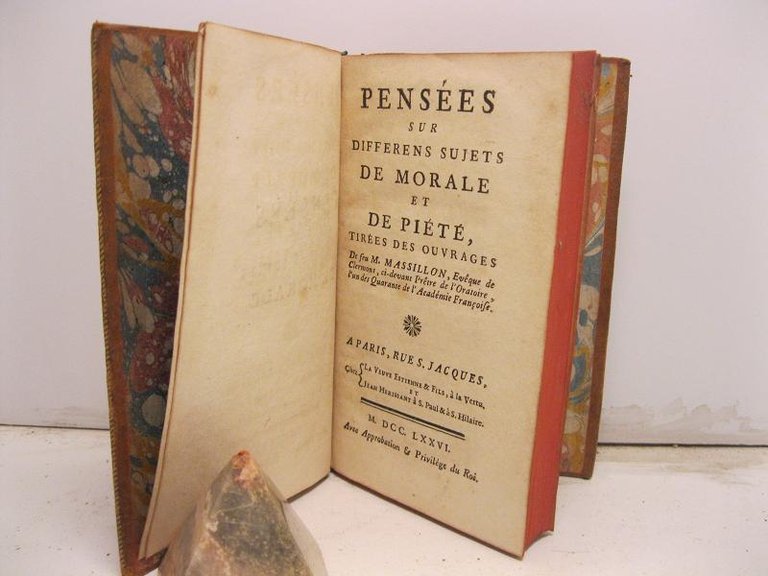 PENSÉES
SUR
DIFFERENS SUJETS
DE MORALE
ET
DE PIÉTÉ,
TIRÉES DES OUVRAGES
De feu M. MASSILLON, Evêque de
Clermont, ci-devant Prêtre de l'Oratoire,
l'un des Quarante de l'Académie Françoise.
A PARIS, RUE S. JACQUES,
Chez
LA VEUVE ESTIENNE & FILS, à la Vertu.
ET
JEAN HERISSANT à S. Paul & à S. Hilaire.
M. DCC. LXXVI.
Avec Approbation & Privilége du Roi.